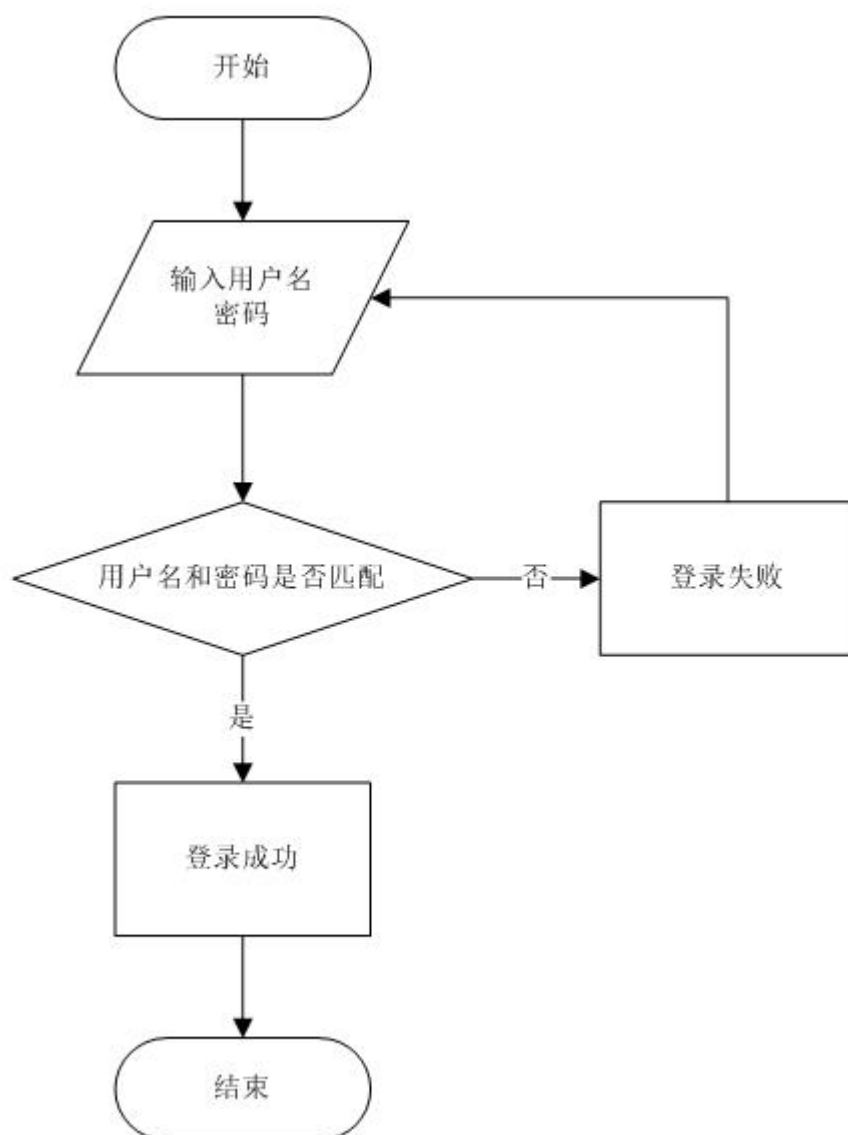 开始
输入用户名
密码
用户名和密码是否匹配
否
登录失败
是
登录成功
结束